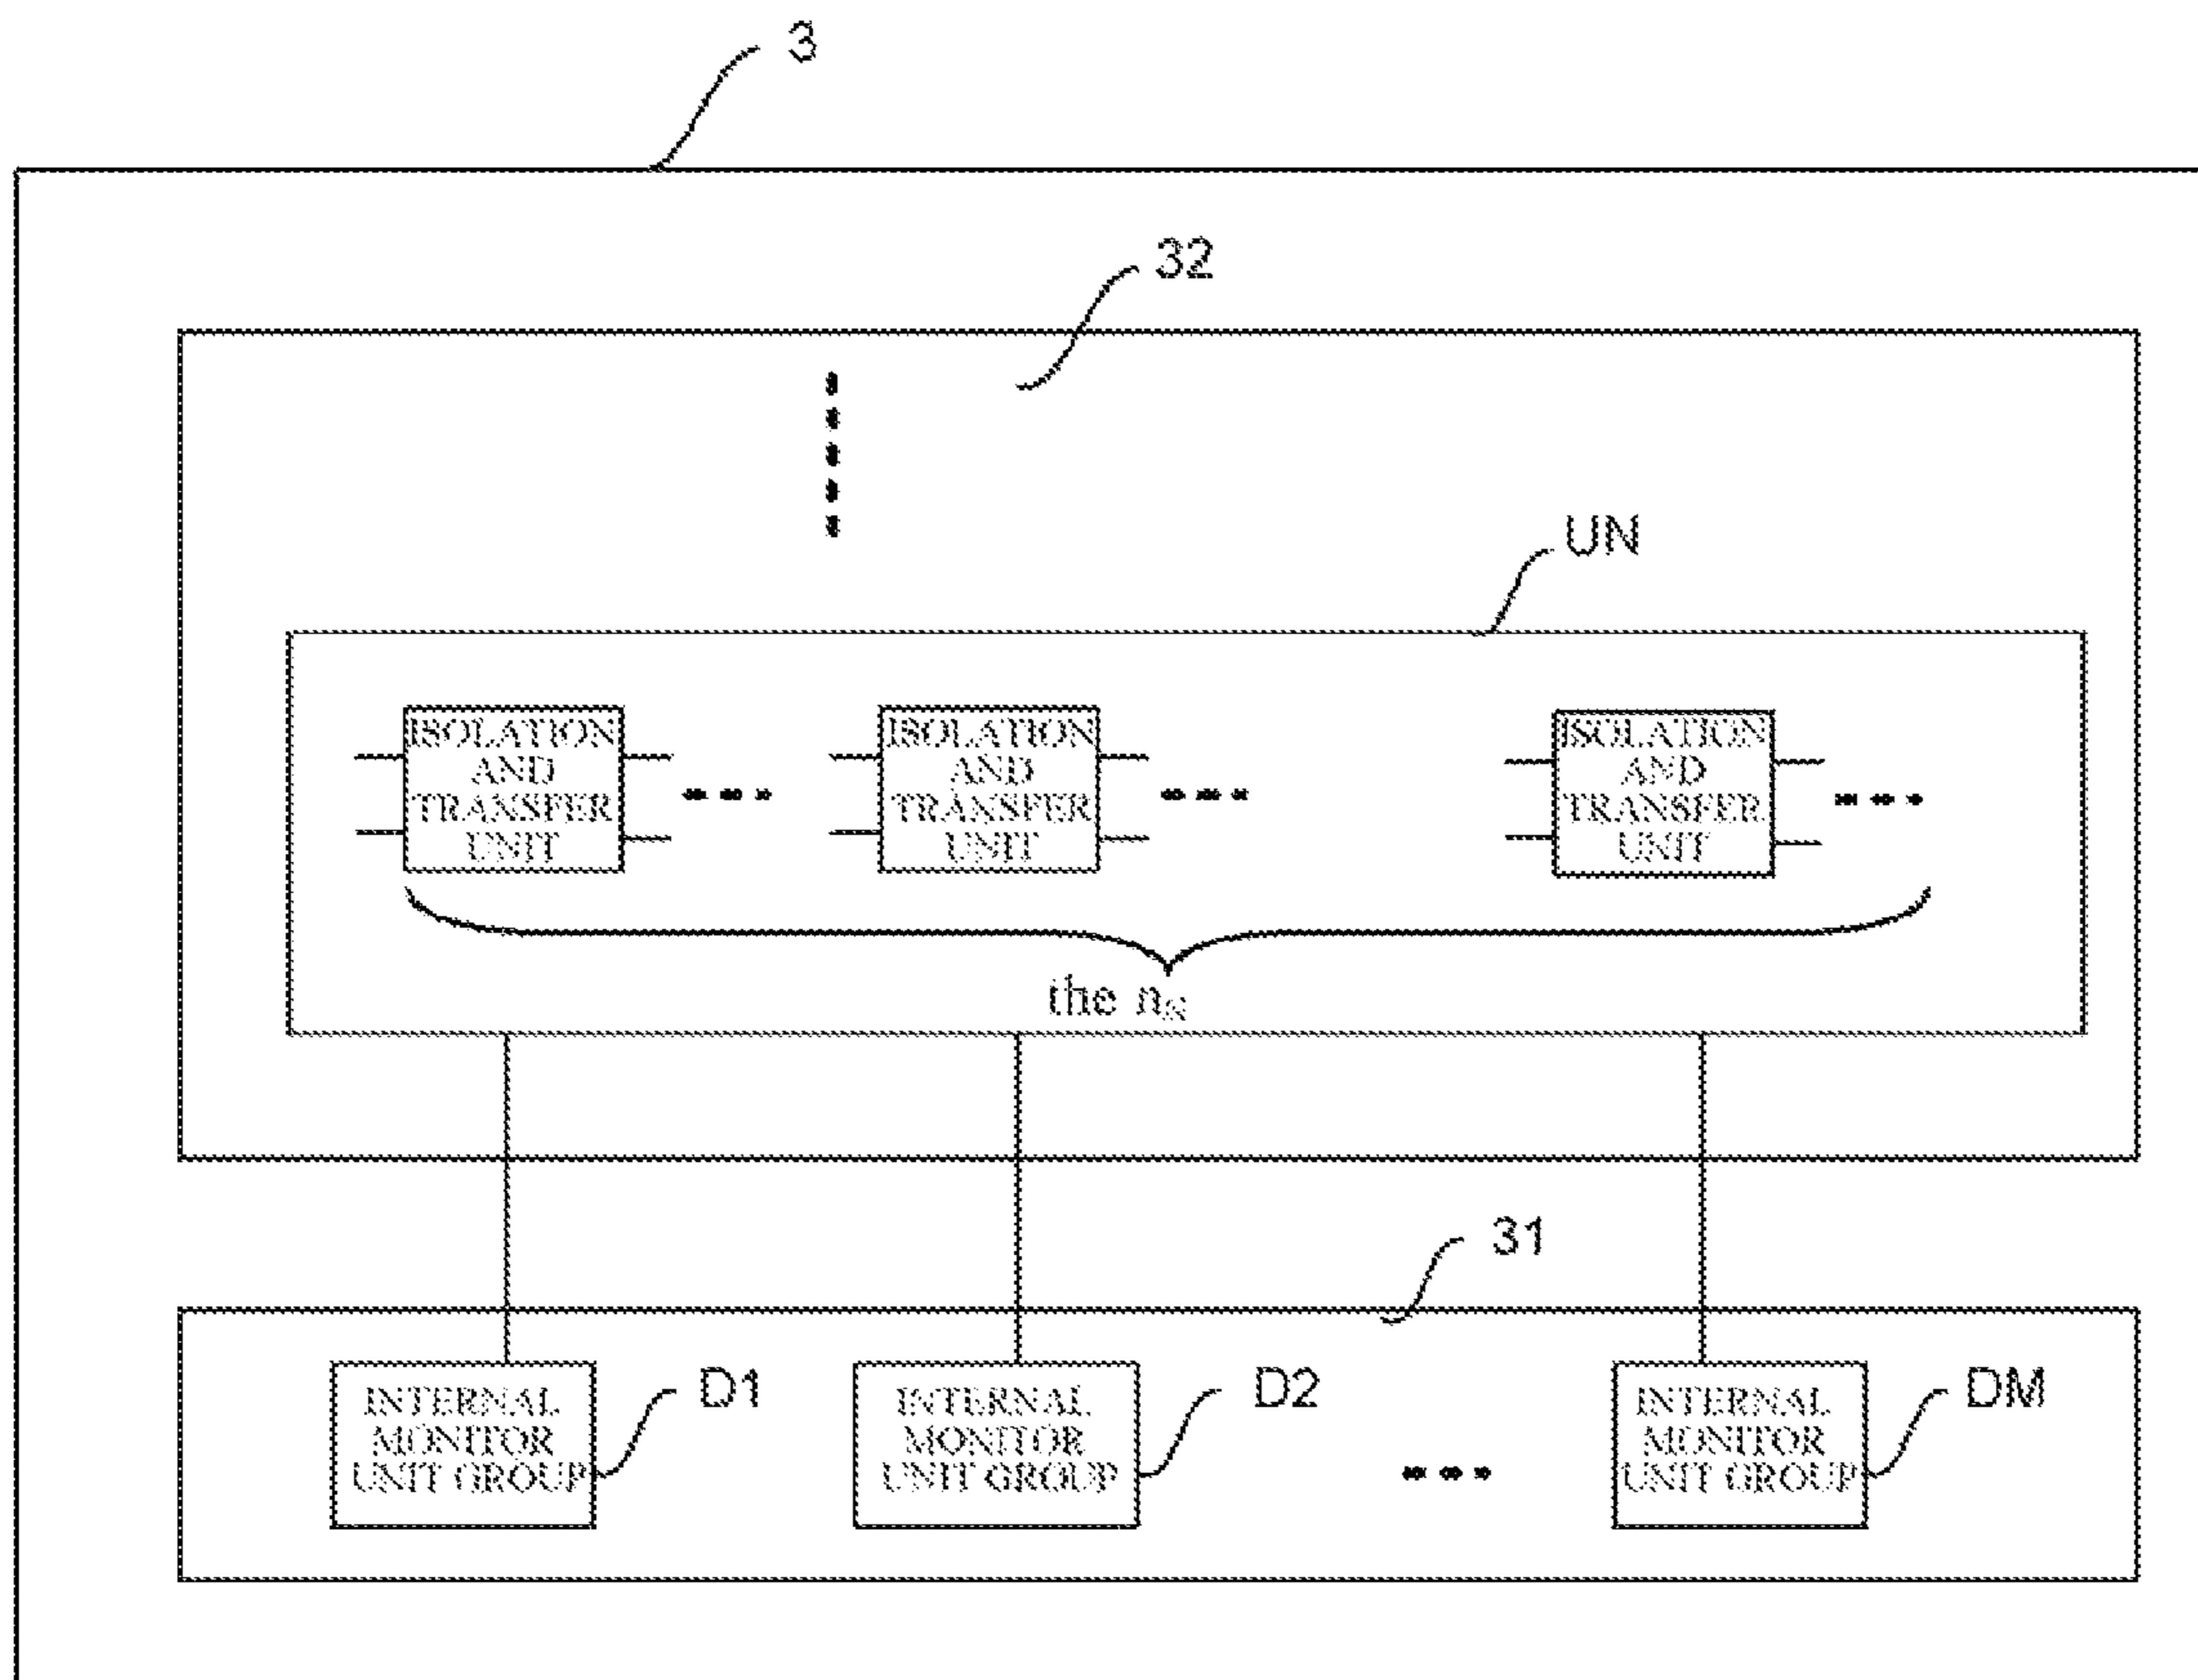 3
32
UN
ISOLATION
AND
TRANSFER
UNIT
ISOLATION
AND
TRANSFER
UNIT
ISOLATION
AND
TRANSFER
UNIT
the nN
31
INTERNAL
MONITOR
UNIT GROUP
D1
INTERNAL
MONITOR
UNIT GROUP
D2
INTERNAL
MONITOR
UNIT GROUP
DM